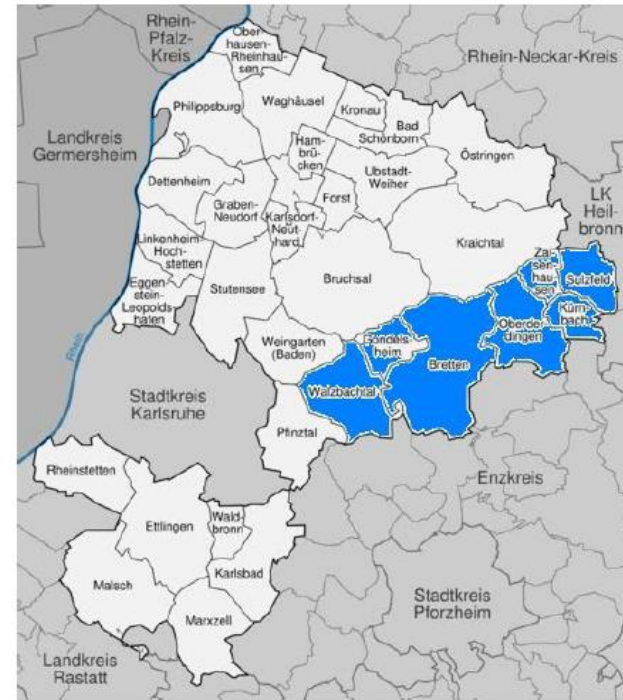 Rhein-
Pfalz-
Kreis
Ober
hausen-
Rheinhau-
sen
Rhein-Neckar-Kreis
Philippsburg
Waghäusel
Kronau
Bad
Schönborn
Landkreis
Germersheim
Ham-
brü-
cken
Östringen
Ubstadt-
Weiher
Dettenheim
Forst
LK
Heil-
bronn
Graben-
Neudorf
Karlsdorf-
Neut-
hard
Kraichtal
Linkenheim-
Hoch-
stetten
Zai-
sen-
hau-
sen
Sulzfeld
Bruchsal
Stutensee
Eggen-
stein-
Leopolds-
hafen
Kürn-
bach
Oberder-
dingen
Rhein
Weingarten
(Baden)
Gondels-
heim
Bretten
Walzbachtal
Stadtkreis
Karlsruhe
Pfinztal
Rheinstetten
Enzkreis
Ettlingen
Wald-
bronn
Karlsbad
Malsch
Stadtkreis
Pforzheim
Marxzell
Landkreis
Rastatt